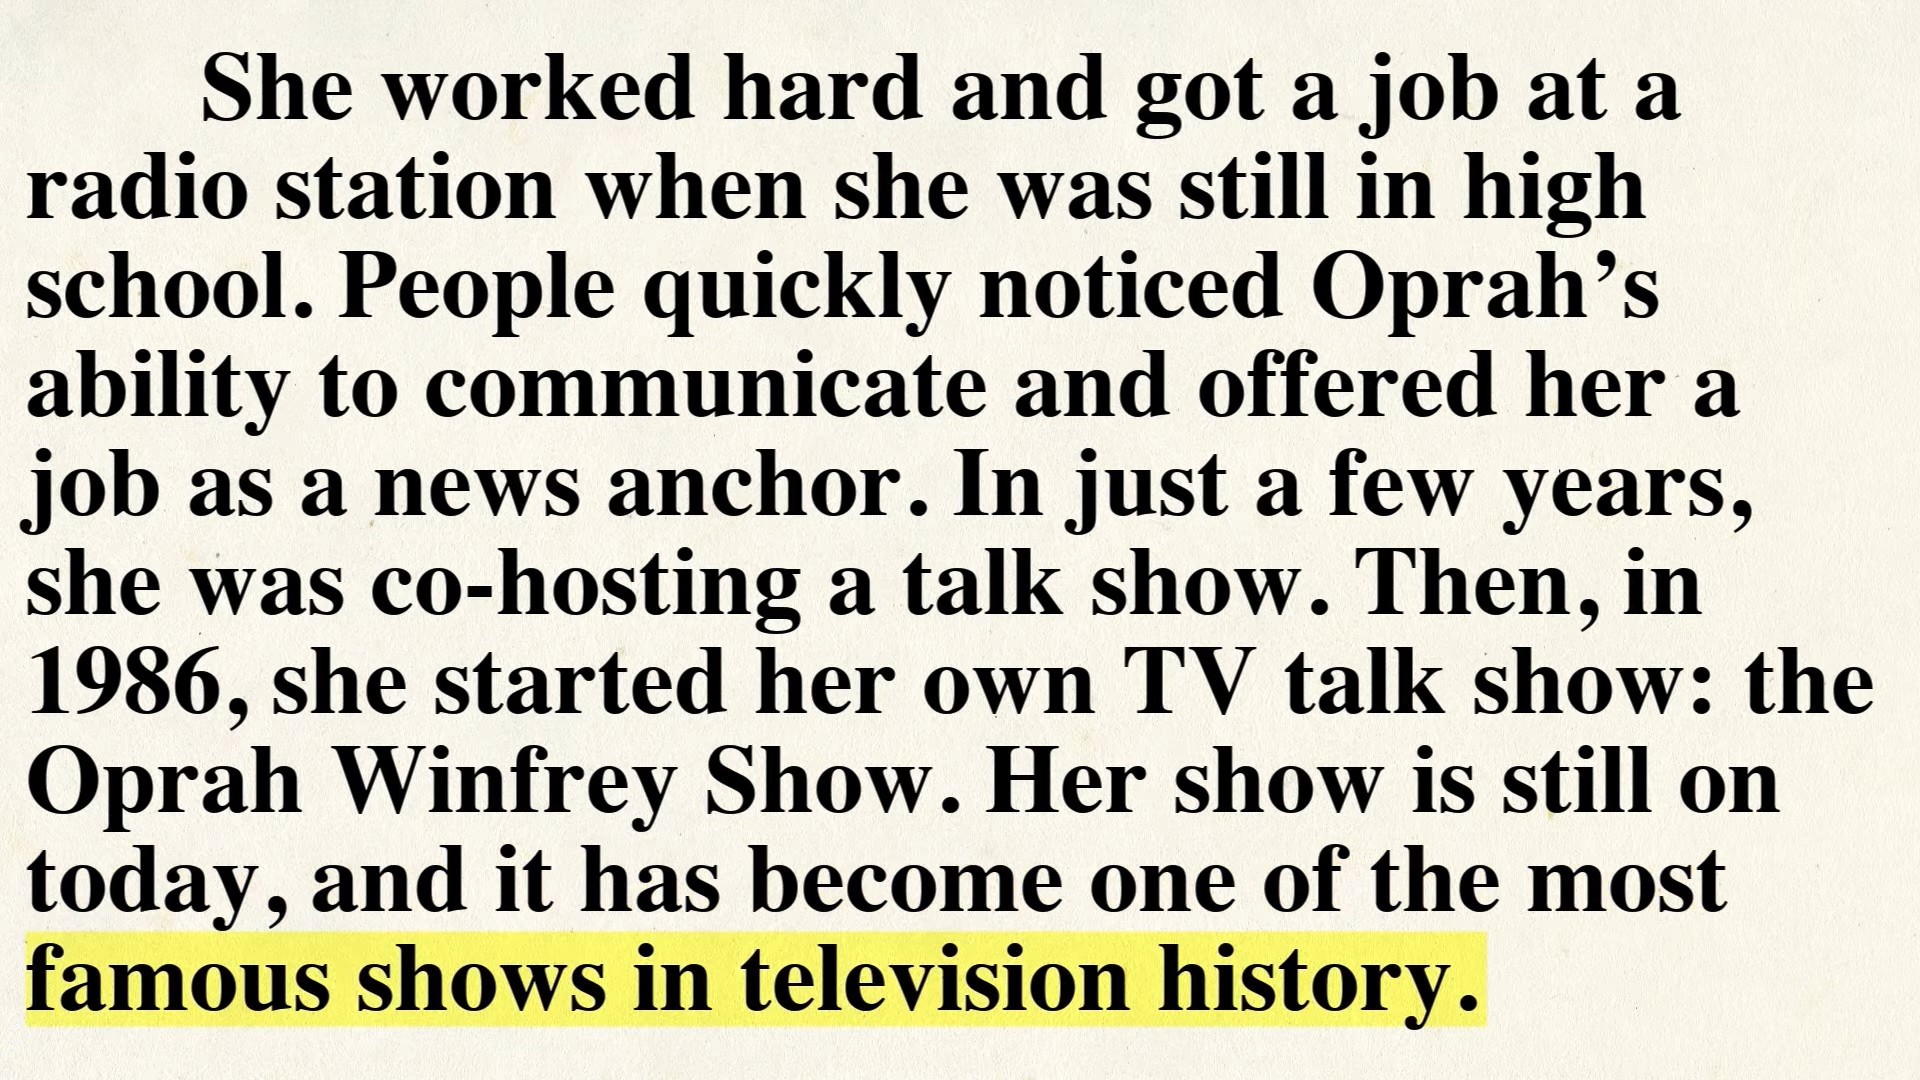 She worked hard and got a job at a
radio station when she was still in high
school. People quickly noticed Oprah’s
ability to communicate and offered her a
job as a news anchor. In just a few years,
she was co-hosting a talk show. Then, in
1986, she started her own TV talk show: the
Oprah Winfrey Show. Her show is still on
today, and it has become one of the most
famous shows in television history.